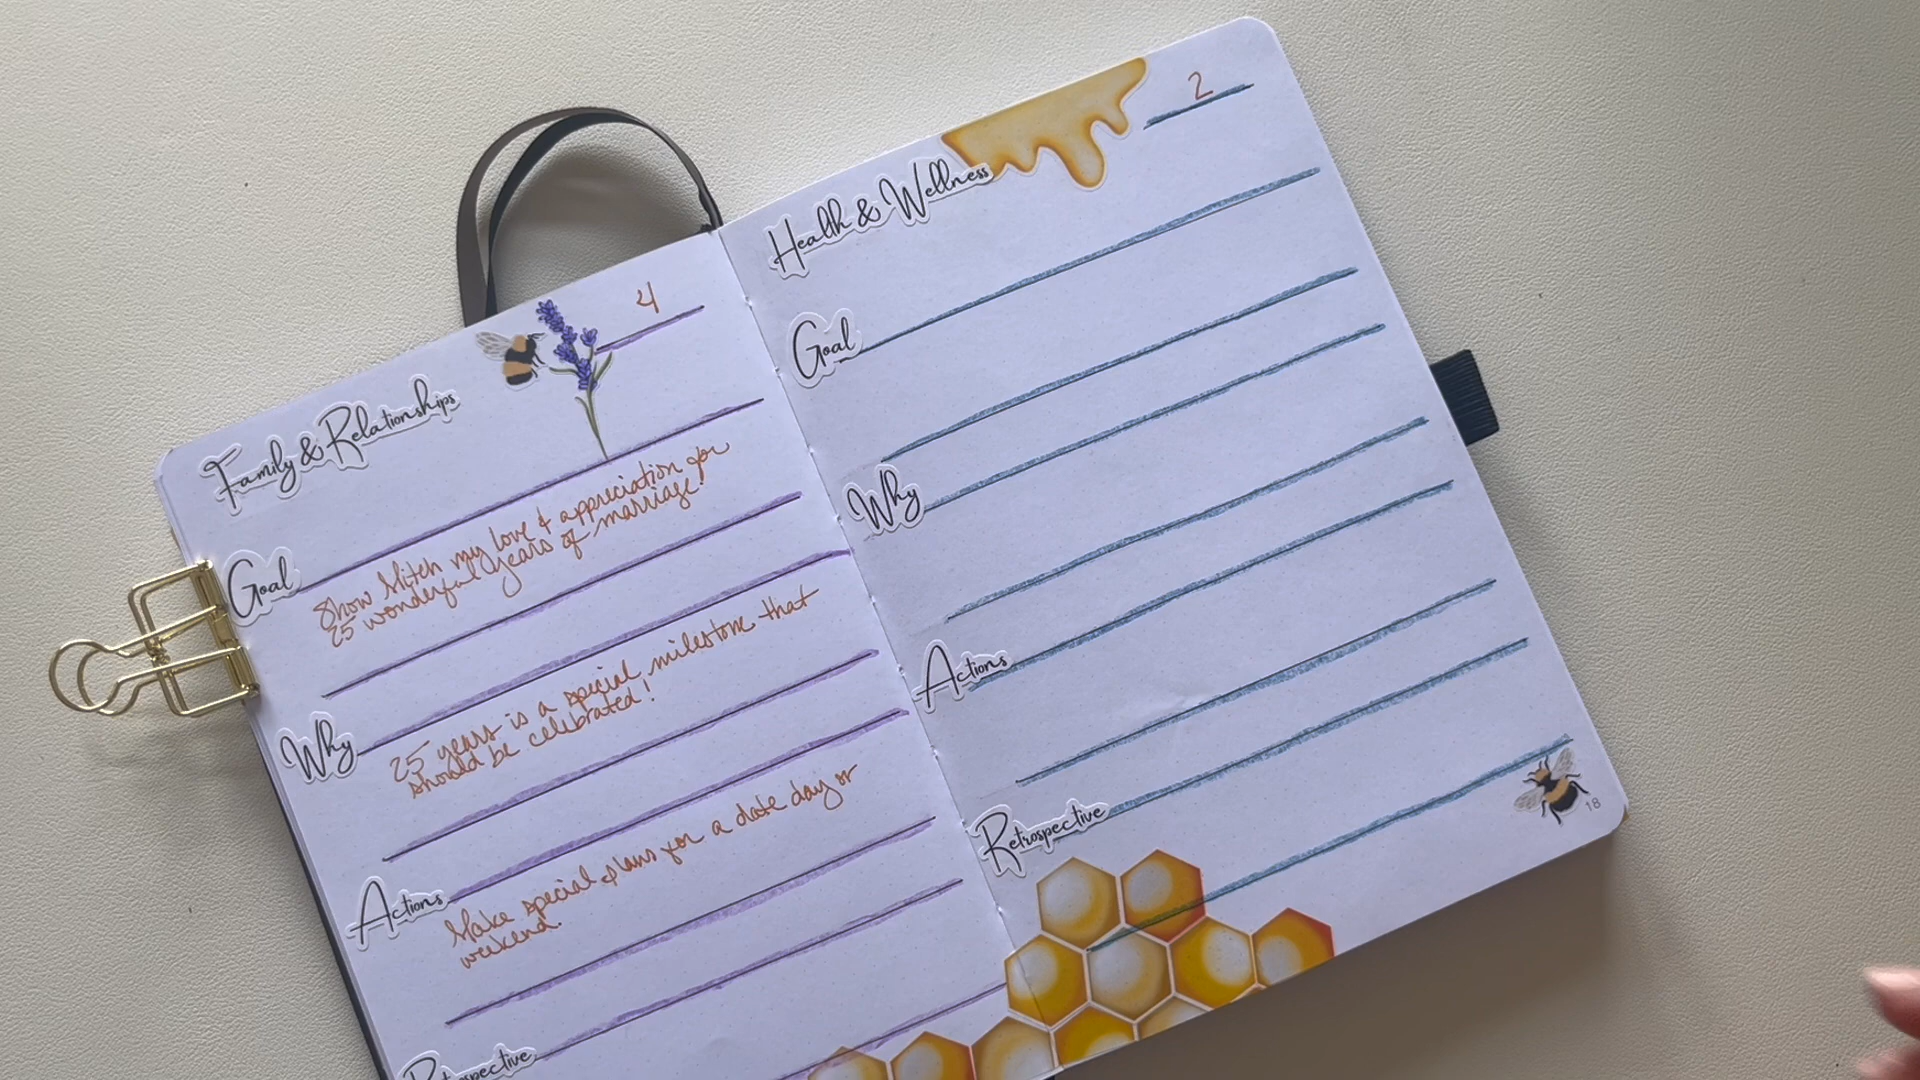 4
Family & Relationships
Goal
Show Mitch my love & appreciation for
25 wonderful years of marriage!
Why
25 years is a special milestone that
should be celebrated!
Actions
Make special plans for a date day or
weekend.
Retrospective
2
Health & Wellness
Goal
Why
Actions
Retrospective
18